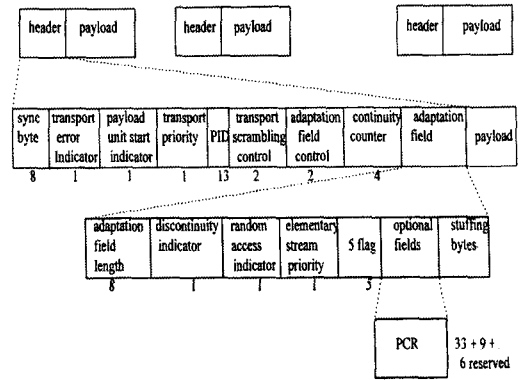 header payload
header payload
header payload
sync byte
transport error Indicator
payload unit start indicator
transport priority
PID
transport scrambling control
adaptation field control
continuity counter
adaptation field
payload
8 1 1 1 13 2 2 4
adaptation field length
discontinuity indicator
random access indicator
elementary stream priority
5 flag
optional fields
stuffing bytes
8 1 1 1 5
PCR
33 + 9 +
6 reserved